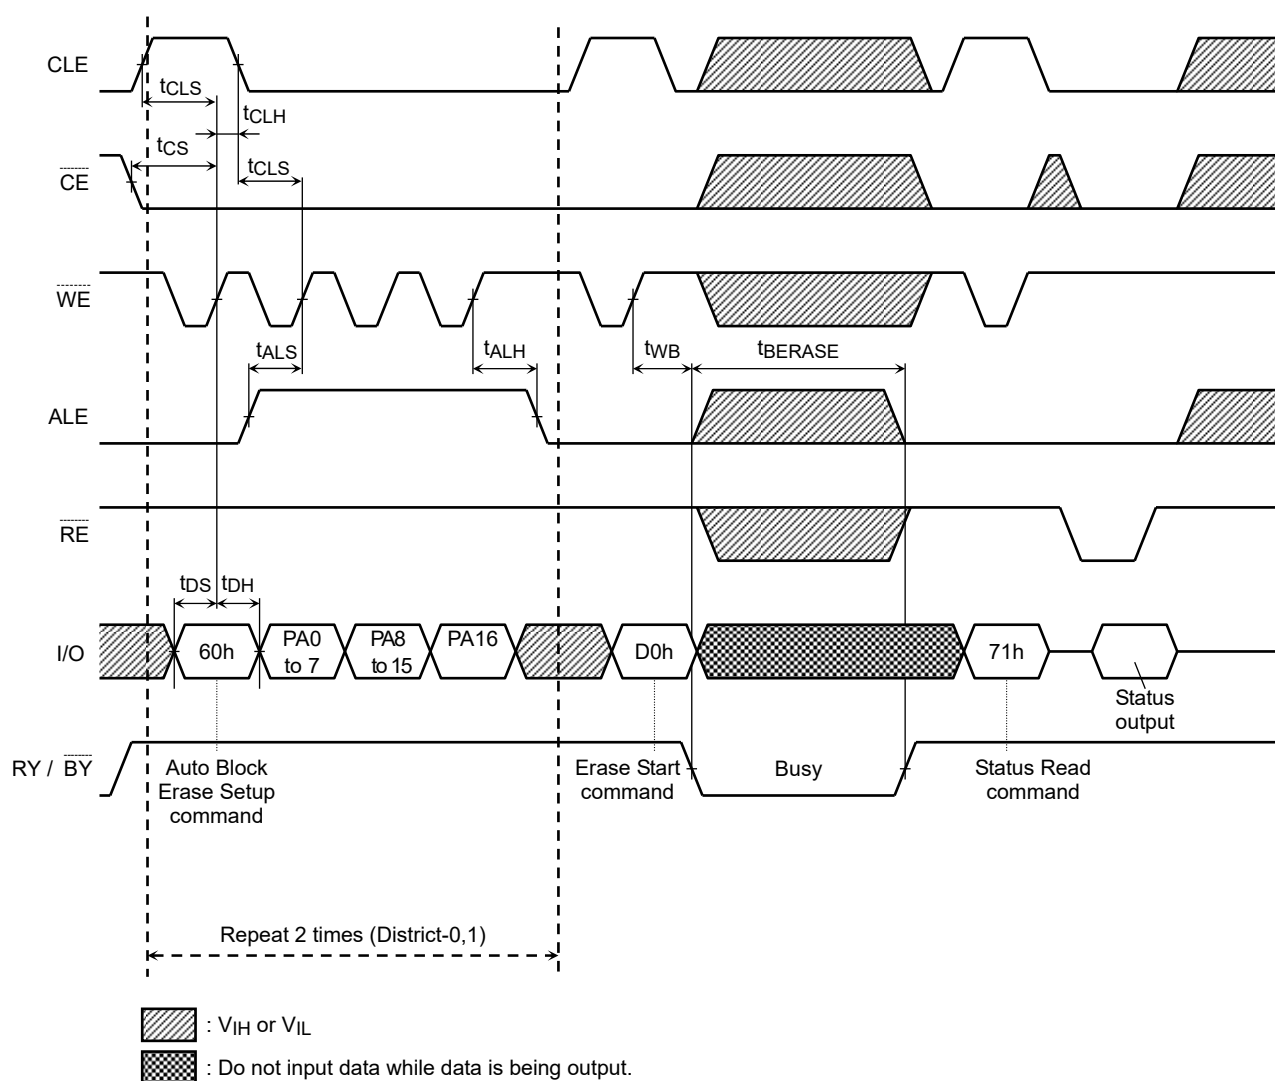 CLE
tCLS
tCLH
tCS
tCLS
CE
WE
tALS
tALH
tWB
tBERASE
ALE
RE
tDS
tDH
I/O
60h
PA0
to 7
PA8
to 15
PA16
D0h
71h
Status
output
RY / BY
Auto Block
Erase Setup
command
Erase Start
command
Busy
Status Read
command
Repeat 2 times (District-0,1)
: VIH or VIL
: Do not input data while data is being output.